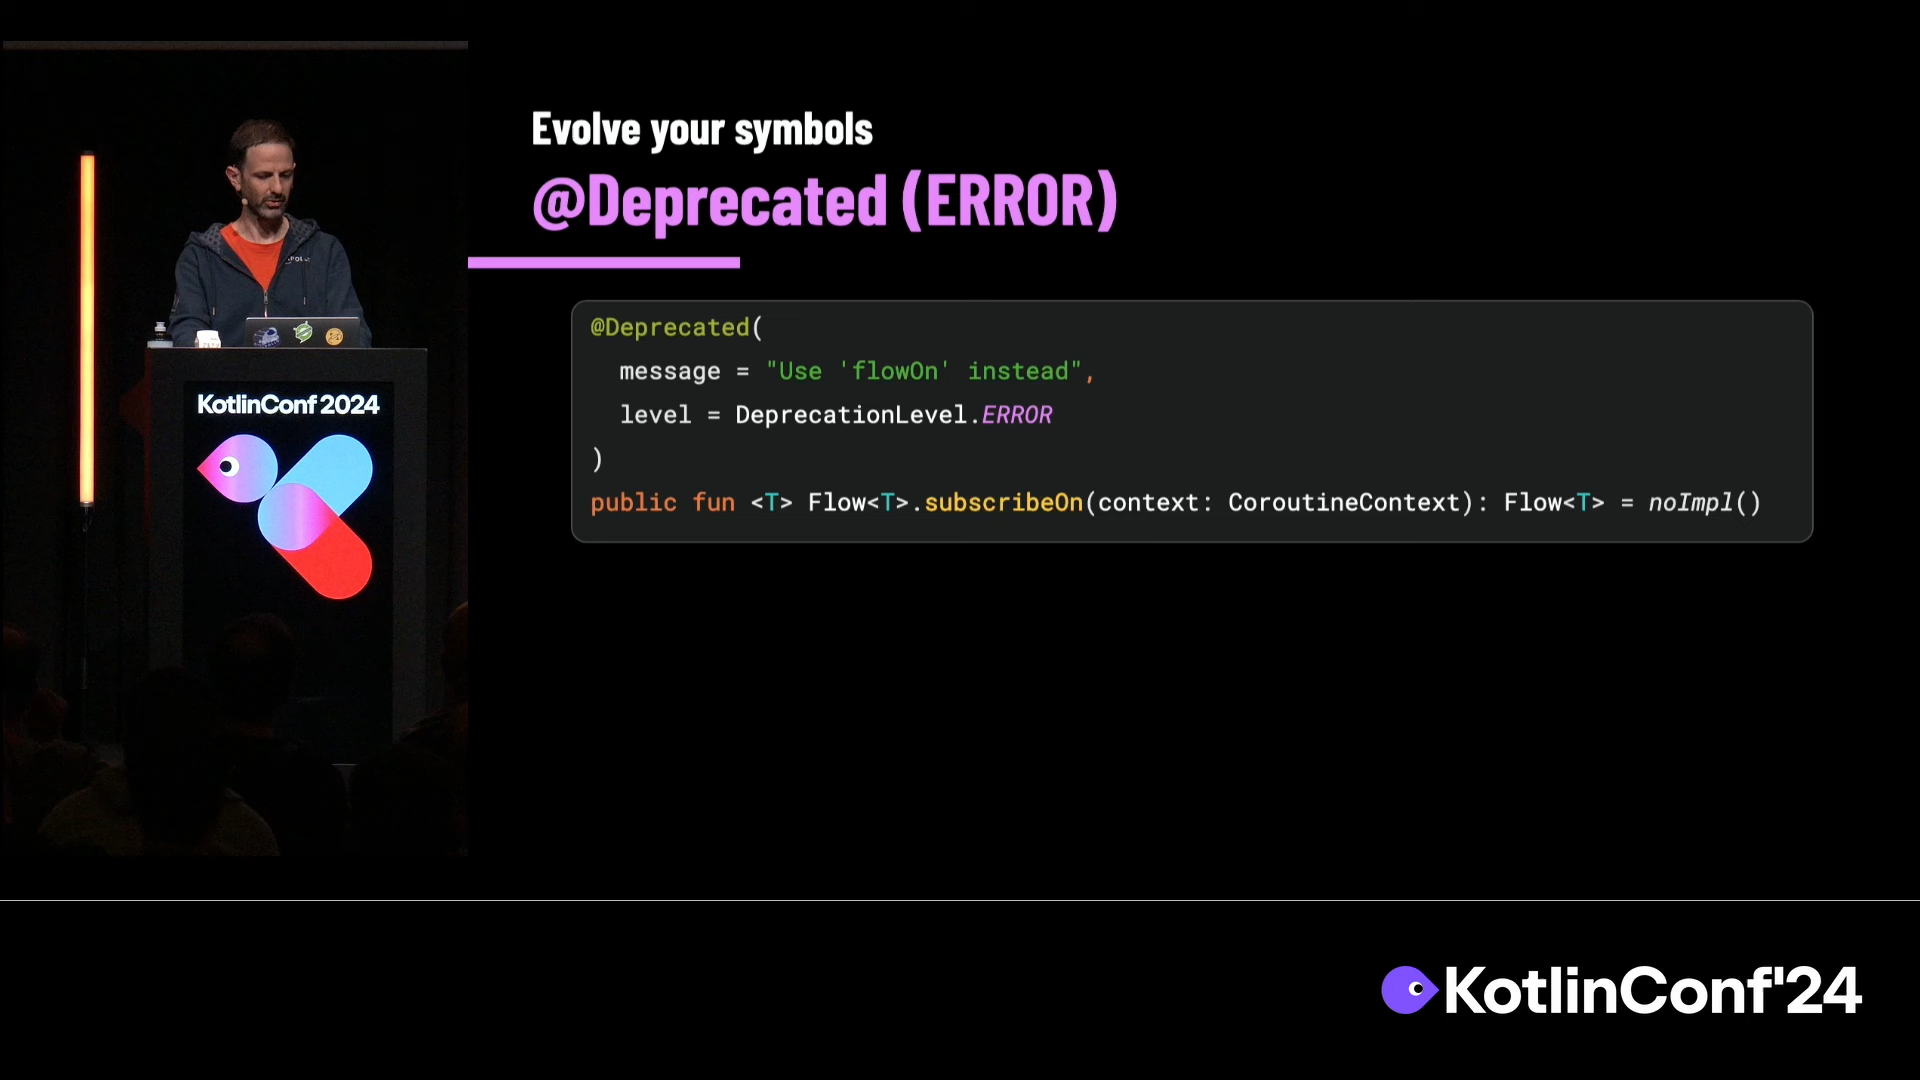 Evolve your symbols
@Deprecated (ERROR)
@Deprecated(
  message = "Use 'flowOn' instead",
  level = DeprecationLevel.ERROR
)
public fun <T> Flow<T>.subscribeOn(context: CoroutineContext): Flow<T> = noImpl()
KotlinConf 2024
KotlinConf'24